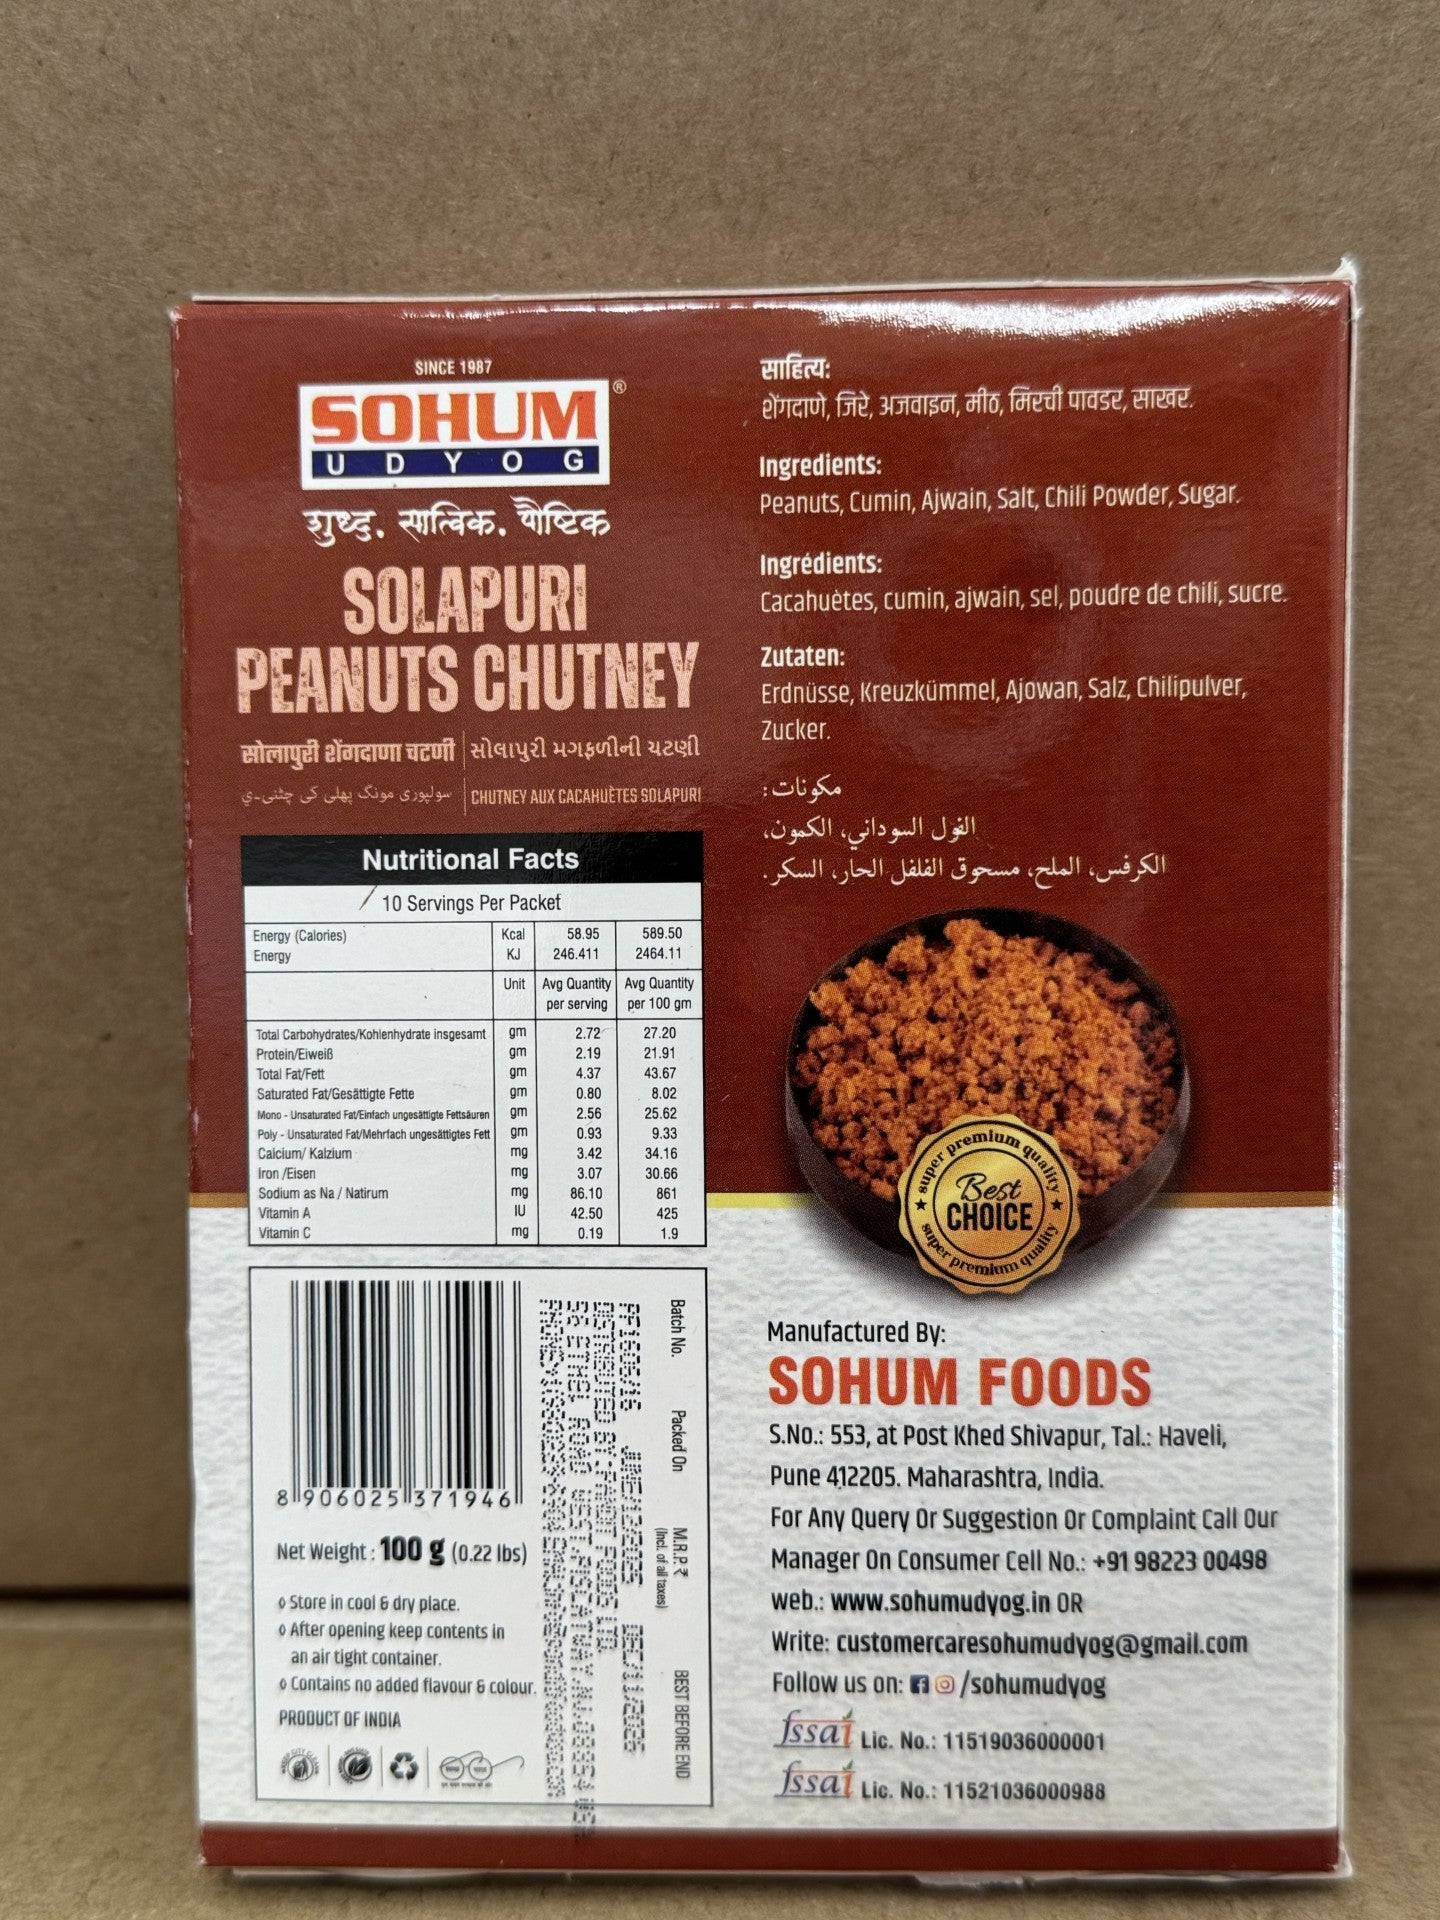 SINCE 1987
SOHUM®
UDYOG
शुध्द. सात्विक. पौष्टिक
SOLAPURI
PEANUTS CHUTNEY
सोलापुरी शेंगदाणा चटणी
સોલાપુરી મગફળીની ચટણી
سولپوری مونگ پھلی کی چٹنی-ي
CHUTNEY AUX CACAHUÈTES SOLAPURI
Nutritional Facts
10 Servings Per Packet
Energy (Calories) Kcal 58.95 589.50
Energy KJ 246.411 2464.11
Unit Avg Quantity Avg Quantity
per serving per 100 gm
Total Carbohydrates/Kohlenhydrate insgesamt gm 2.72 27.20
Protein/Eiweiß gm 2.19 21.91
Total Fat/Fett gm 4.37 43.67
Saturated Fat/Gesättigte Fette gm 0.80 8.02
Mono - Unsaturated Fat/Einfach ungesättigte Fettsäuren gm 2.56 25.62
Poly - Unsaturated Fat/Mehrfach ungesättigtes Fett gm 0.93 9.33
Calcium/ Kalzium mg 3.42 34.16
Iron /Eisen mg 3.07 30.66
Sodium as Na / Natirum mg 86.10 861
Vitamin A IU 42.50 425
Vitamin C mg 0.19 1.9
8 906025 371946
Batch No.
Packed On
M.R.P.₹
(Incl. of all taxes)
BEST BEFORE END
JUNE/12/2025
DEC/11/2026
Net Weight : 100 g (0.22 lbs)
◊ Store in cool & dry place.
◊ After opening keep contents in
an air tight container.
◊ Contains no added flavour & colour.
PRODUCT OF INDIA
साहित्य:
शेंगदाणे, जिरे, अजवाइन, मीठ, मिरची पावडर, साखर.
Ingredients:
Peanuts, Cumin, Ajwain, Salt, Chili Powder, Sugar.
Ingrédients:
Cacahuètes, cumin, ajwain, sel, poudre de chili, sucre.
Zutaten:
Erdnüsse, Kreuzkümmel, Ajowan, Salz, Chilipulver,
Zucker.
مكونات:
الفول السوداني، الكمون،
الكرفس، الملح، مسحوق الفلفل الحار، السكر.
super premium quality
Best
CHOICE
super premium quality
Manufactured By:
SOHUM FOODS
S.No.: 553, at Post Khed Shivapur, Tal.: Haveli,
Pune 412205. Maharashtra, India.
For Any Query Or Suggestion Or Complaint Call Our
Manager On Consumer Cell No.: +91 98223 00498
web.: www.sohumudyog.in OR
Write: customercaresohumudyog@gmail.com
Follow us on: /sohumudyog
fssai Lic. No.: 11519036000001
fssai Lic. No.: 11521036000988